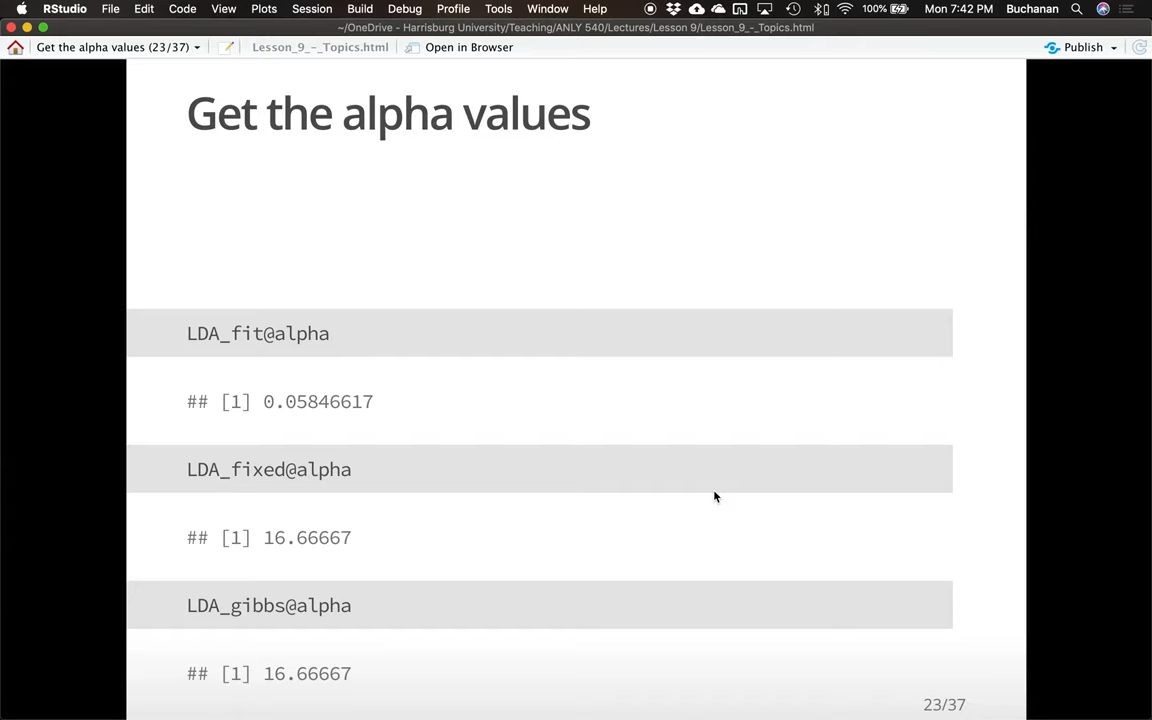 RStudio File Edit Code View Plots Session Build Debug Profile Tools Window Help 100% Mon 7:42 PM Buchanan
~/OneDrive - Harrisburg University/Teaching/ANLY 540/Lectures/Lesson 9/Lesson_9_-_Topics.html
Get the alpha values (23/37) Lesson_9_-_Topics.html Open in Browser Publish
Get the alpha values
LDA_fit@alpha
## [1] 0.05846617
LDA_fixed@alpha
## [1] 16.66667
LDA_gibbs@alpha
## [1] 16.66667
23/37